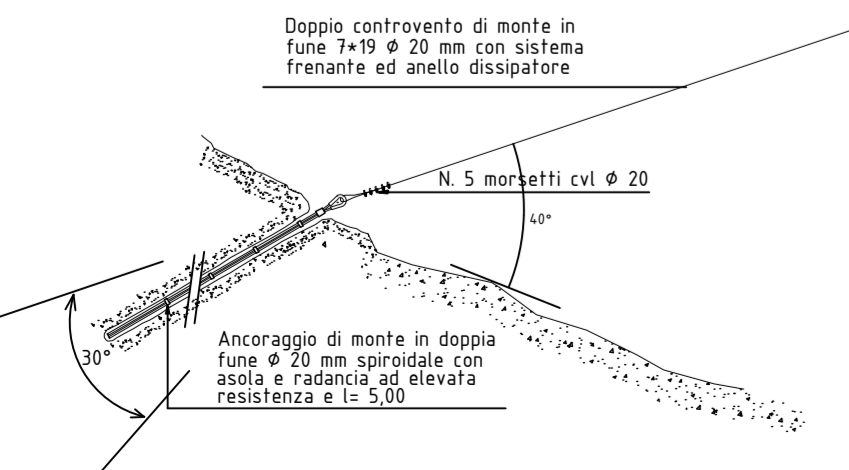 Doppio controvento di monte in
fune 7*19 ϕ 20 mm con sistema
frenante ed anello dissipatore
N. 5 morsetti cvl ϕ 20
40°
30°
Ancoraggio di monte in doppia
fune ϕ 20 mm spiroidale con
asola e radancia ad elevata
resistenza e l= 5,00